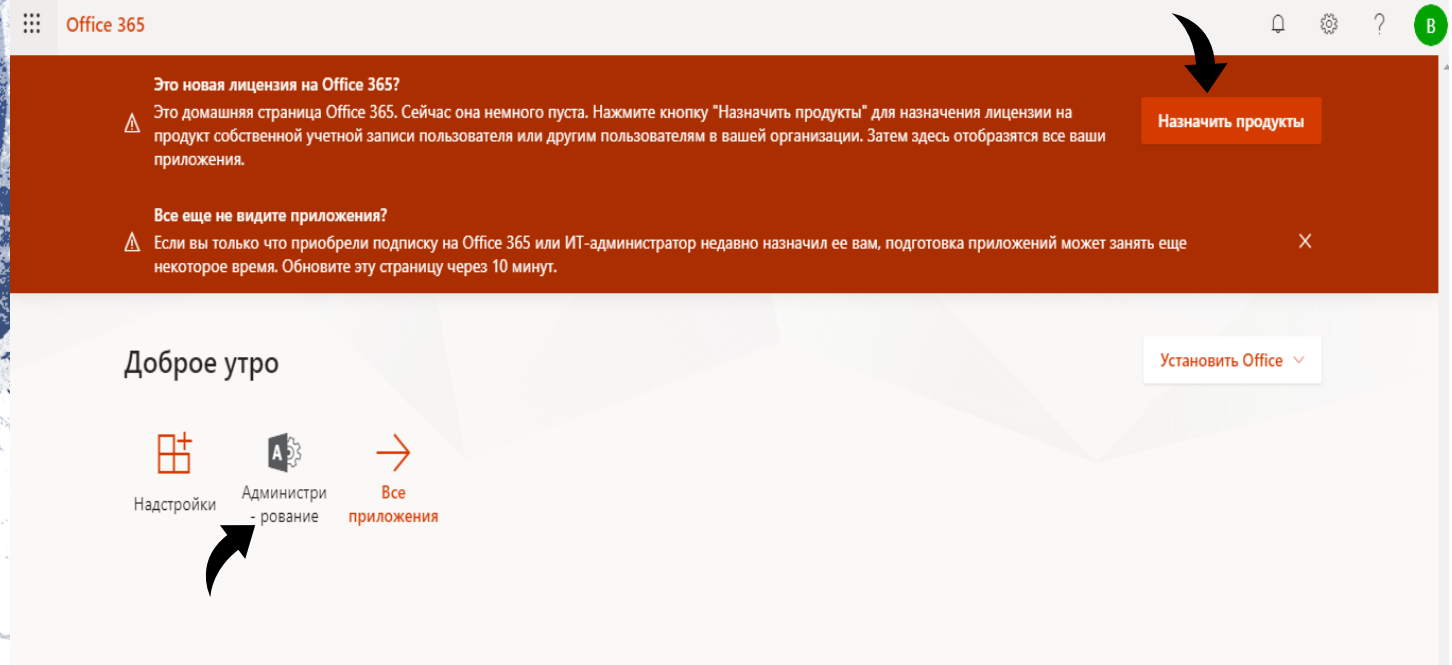 Office 365
B
Это новая лицензия на Office 365?
Это домашняя страница Office 365. Сейчас она немного пуста. Нажмите кнопку "Назначить продукты" для назначения лицензии на
продукт собственной учетной записи пользователя или другим пользователям в вашей организации. Затем здесь отобразятся все ваши
приложения.
Назначить продукты
Все еще не видите приложения?
Если вы только что приобрели подписку на Office 365 или ИТ-администратор недавно назначил ее вам, подготовка приложений может занять еще
некоторое время. Обновите эту страницу через 10 минут.
Доброе утро
Установить Office
Надстройки
Администри
- рование
Все
приложения